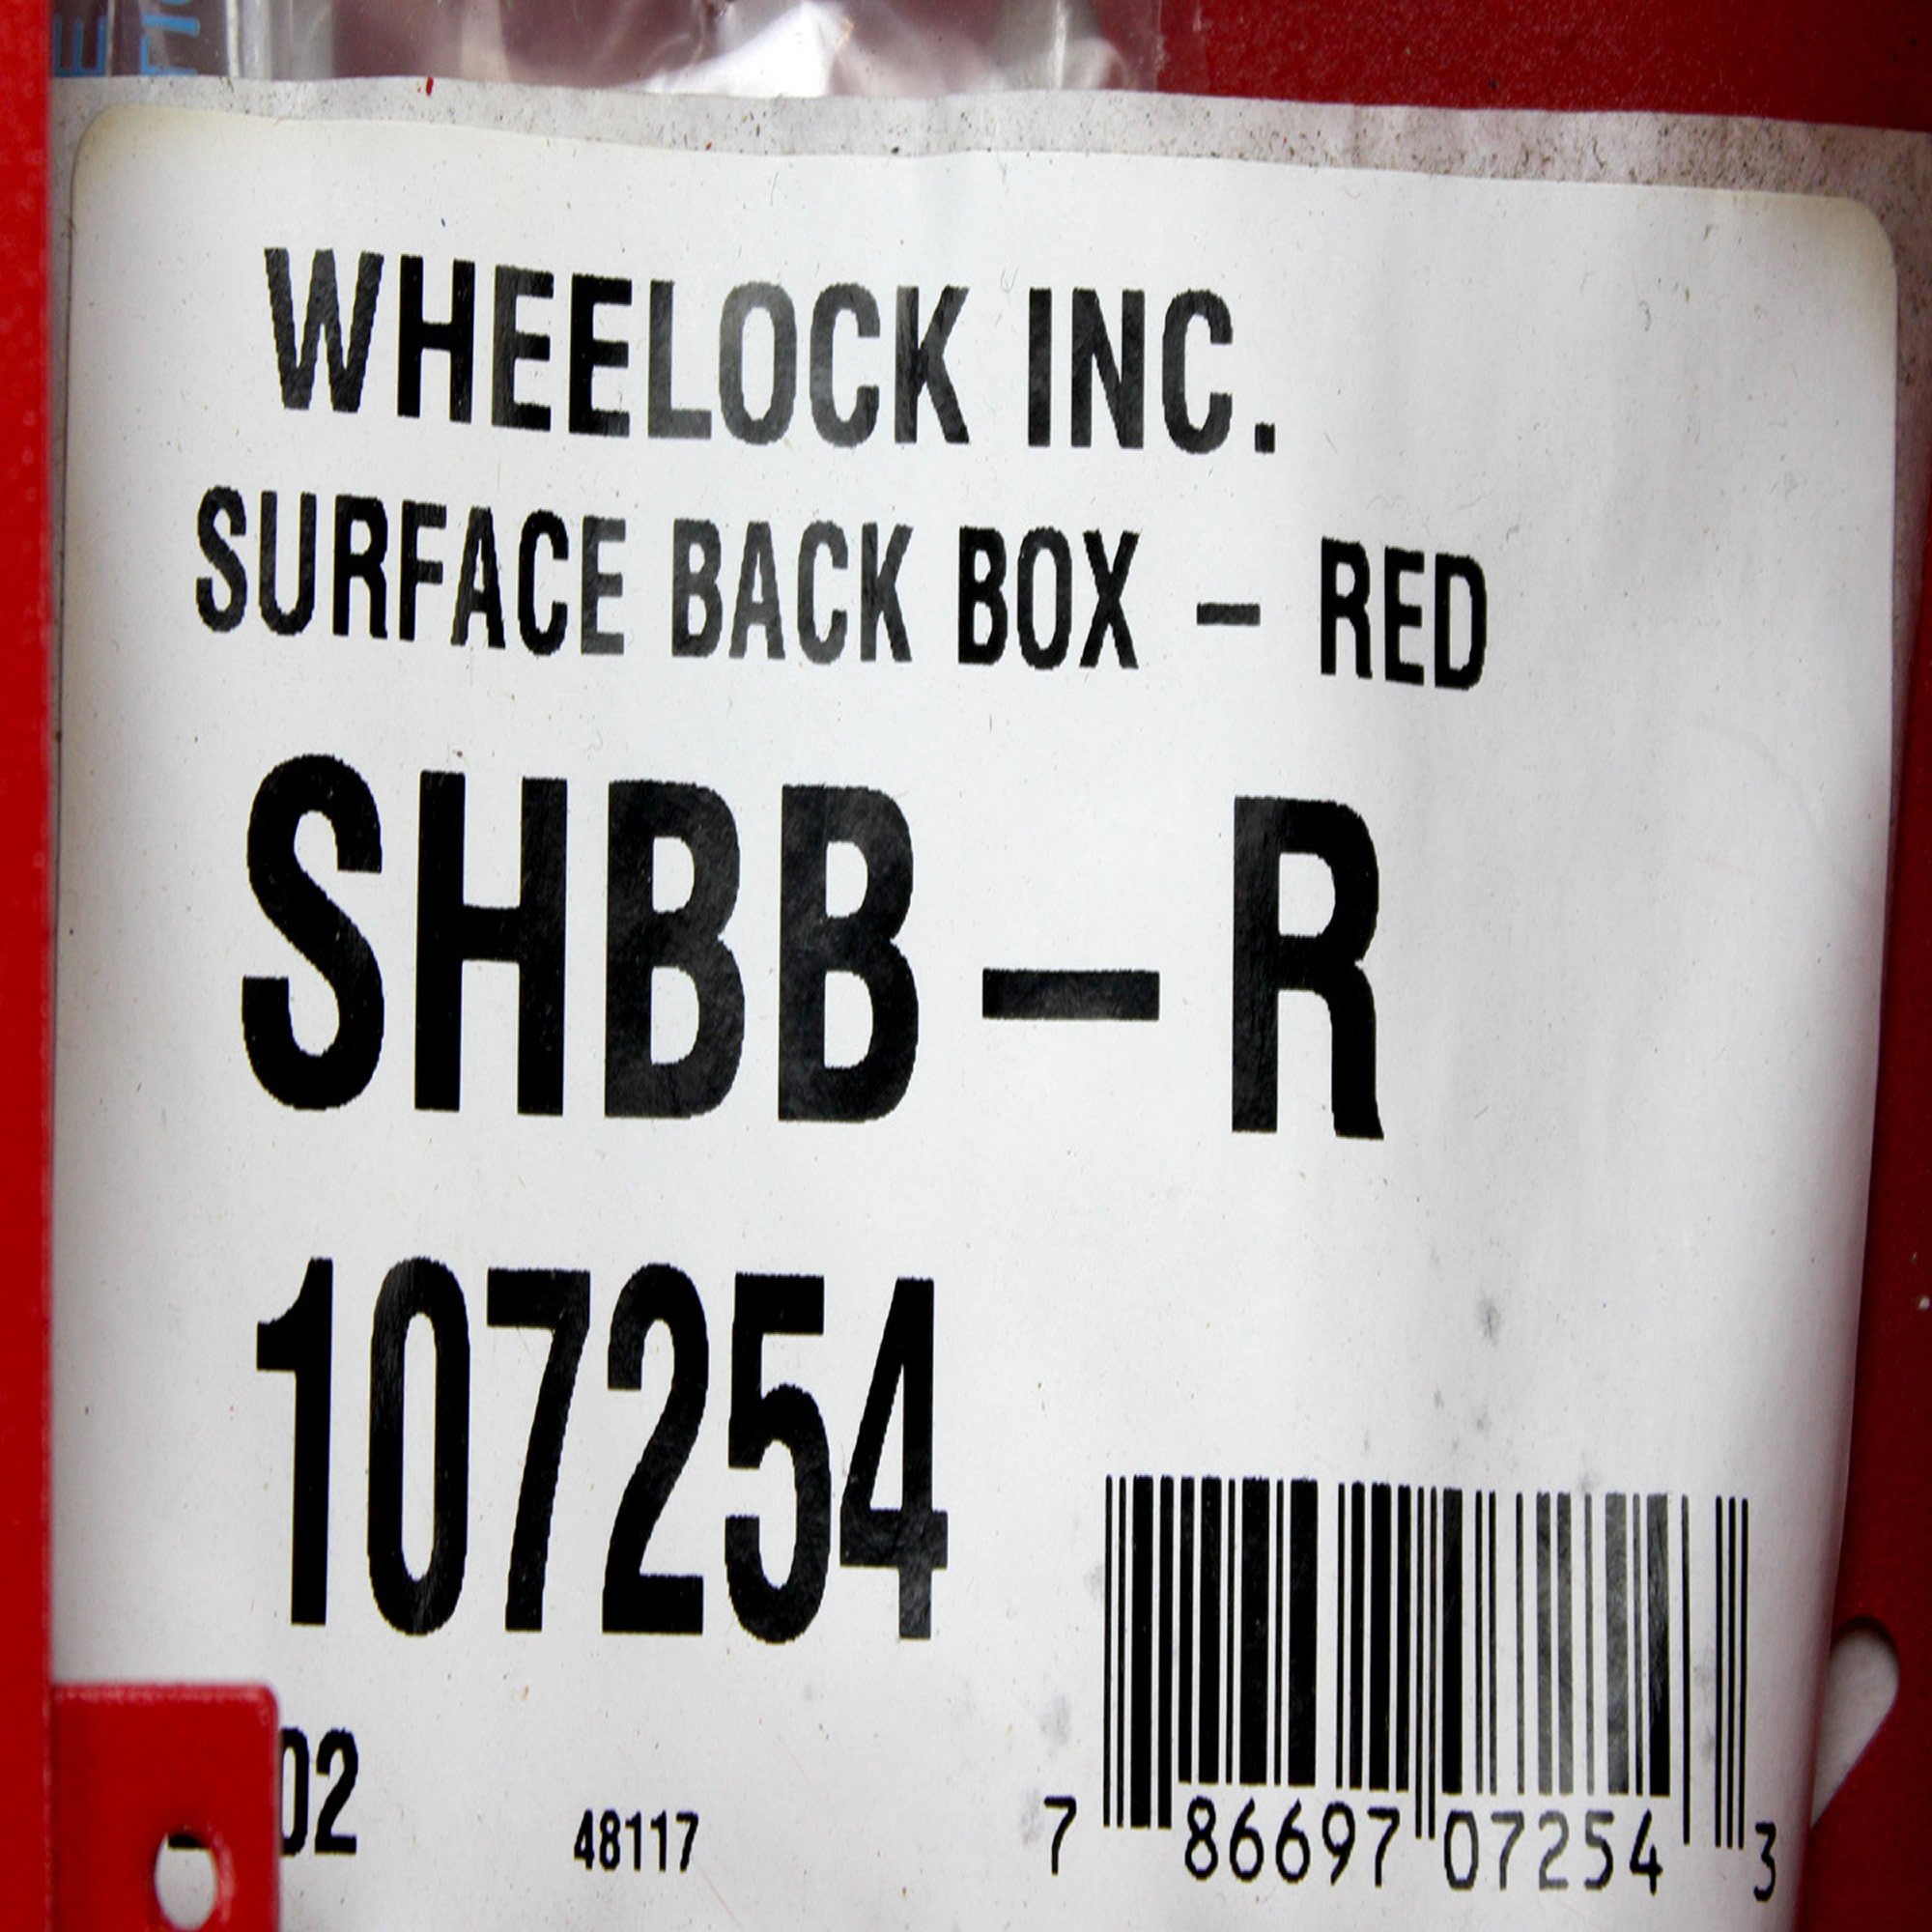 WHEELOCK INC.
SURFACE BACK BOX – RED
SHBB–R
107254
02
48117
7 86697 07254 3